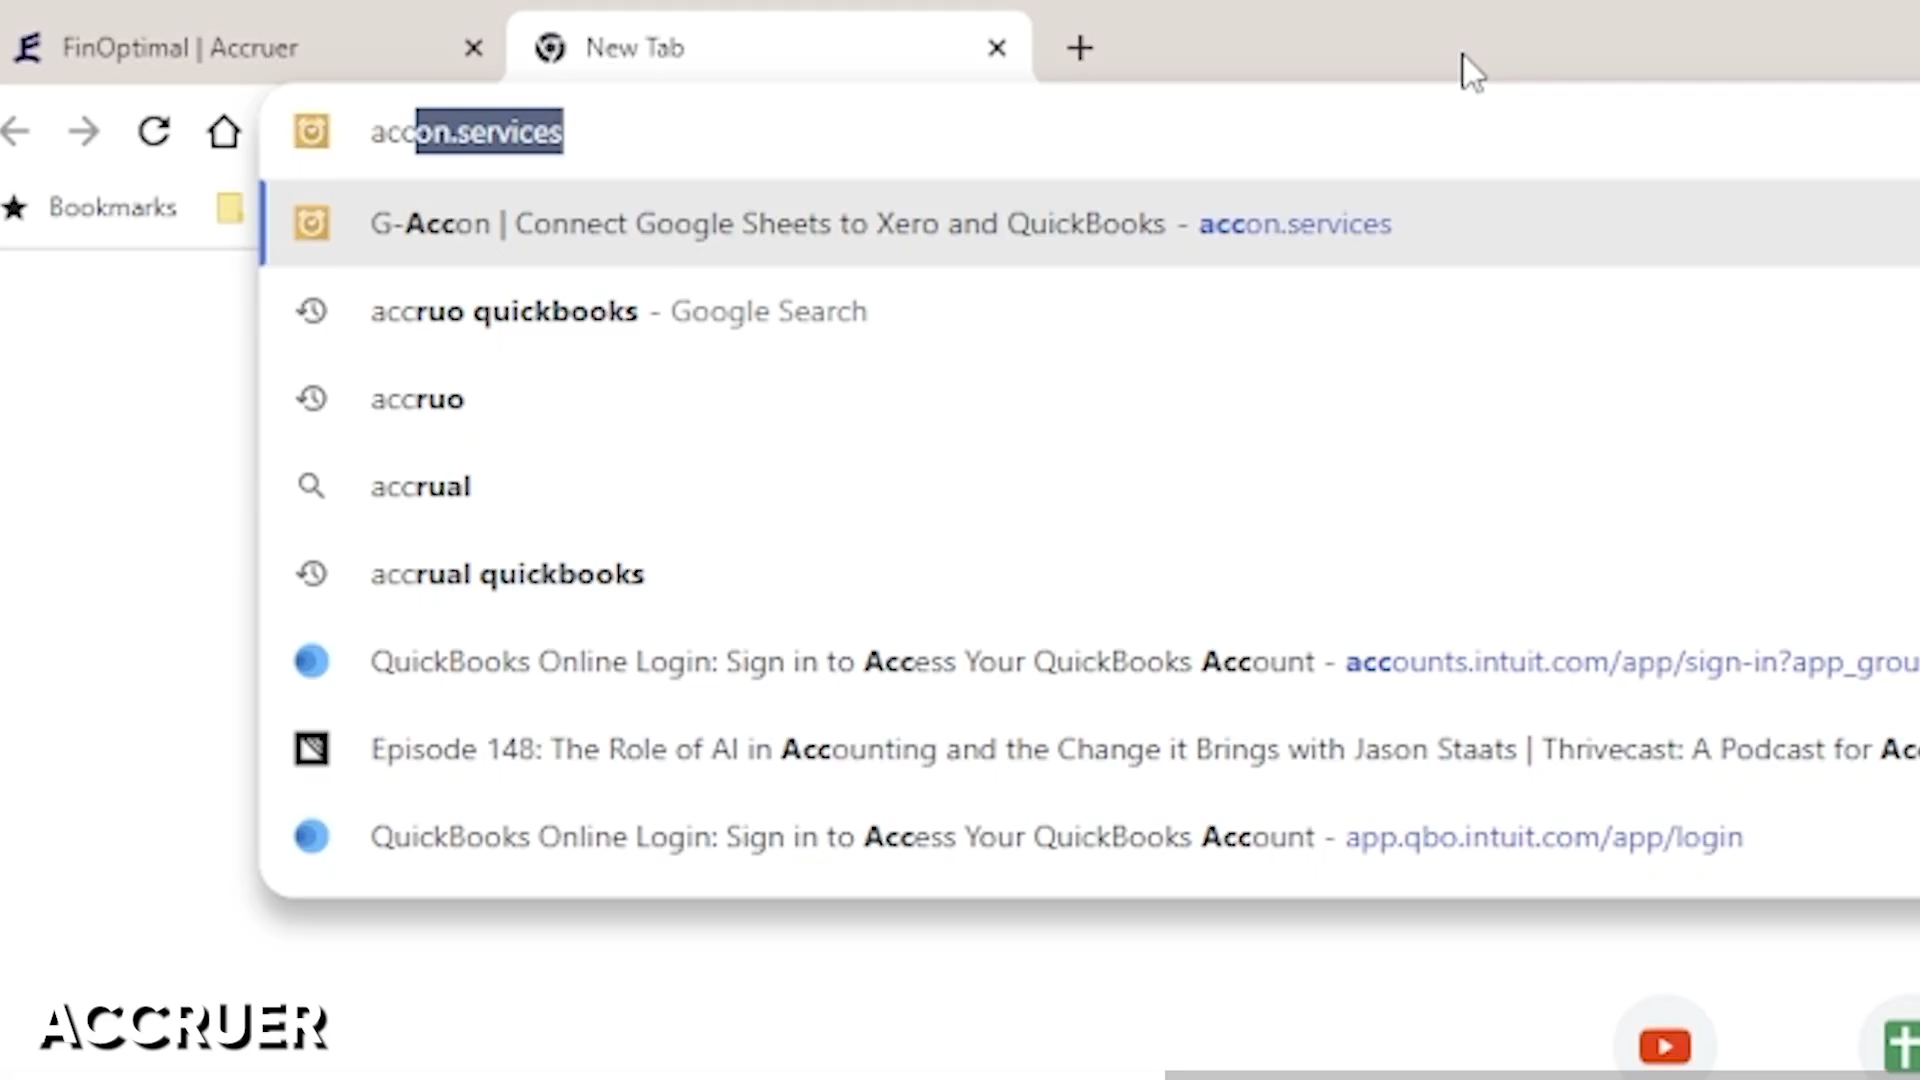 FinOptimal | Accruer
New Tab
accon.services
Bookmarks
G-Accon | Connect Google Sheets to Xero and QuickBooks - accon.services
accruo quickbooks - Google Search
accruo
accrual
accrual quickbooks
QuickBooks Online Login: Sign in to Access Your QuickBooks Account - accounts.intuit.com/app/sign-in?app_grou
Episode 148: The Role of AI in Accounting and the Change it Brings with Jason Staats | Thrivecast: A Podcast for Acc
QuickBooks Online Login: Sign in to Access Your QuickBooks Account - app.qbo.intuit.com/app/login
ACCRUER